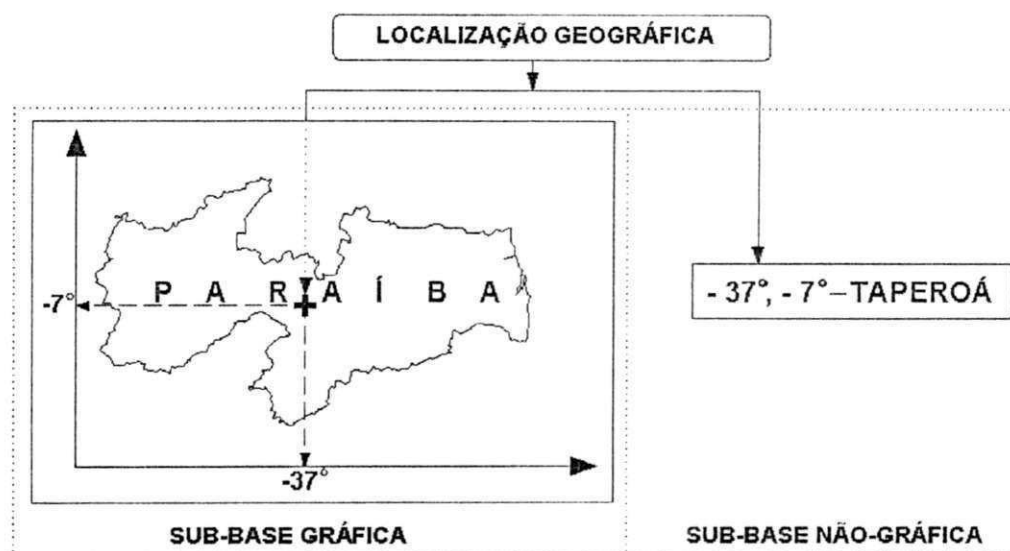 LOCALIZAÇÃO GEOGRÁFICA
P A R A Í B A
-7°
-37°
- 37°, - 7°–TAPEROÁ
SUB-BASE GRÁFICA
SUB-BASE NÃO-GRÁFICA